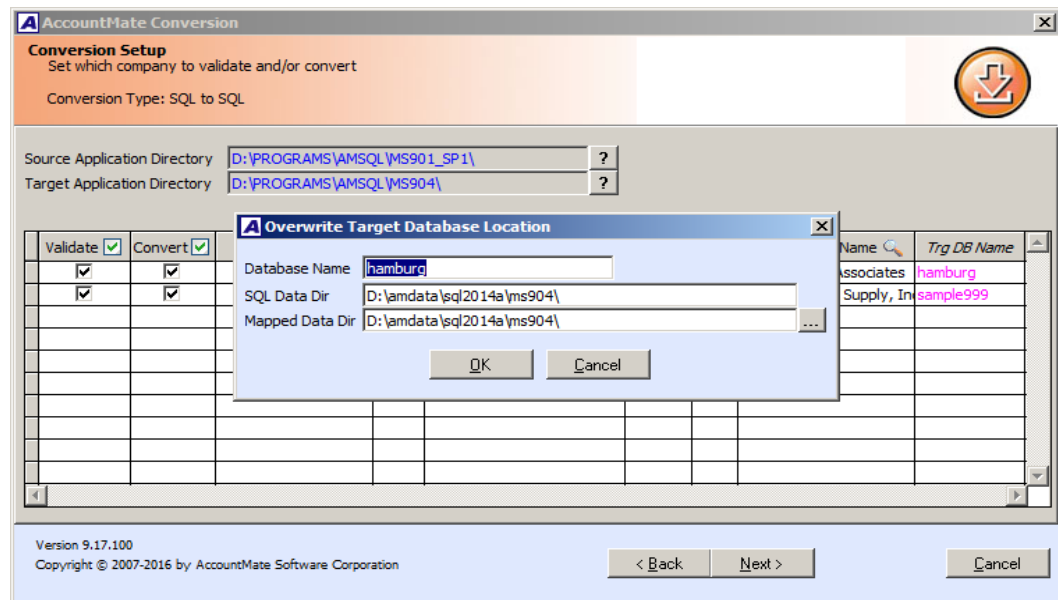 AccountMate Conversion
Conversion Setup
Set which company to validate and/or convert
Conversion Type: SQL to SQL
Source Application Directory D:\PROGRAMS\AMSQL\MS901_SP1\ ?
Target Application Directory D:\PROGRAMS\AMSQL\MS904\ ?
Overwrite Target Database Location
Validate Convert Name Trg DB Name
Database Name hamburg
Associates hamburg
SQL Data Dir D:\amdata\sql2014a\ms904\
Supply, In sample999
Mapped Data Dir D:\amdata\sql2014a\ms904\ ...
OK Cancel
Version 9.17.100
Copyright © 2007-2016 by AccountMate Software Corporation
< Back Next > Cancel